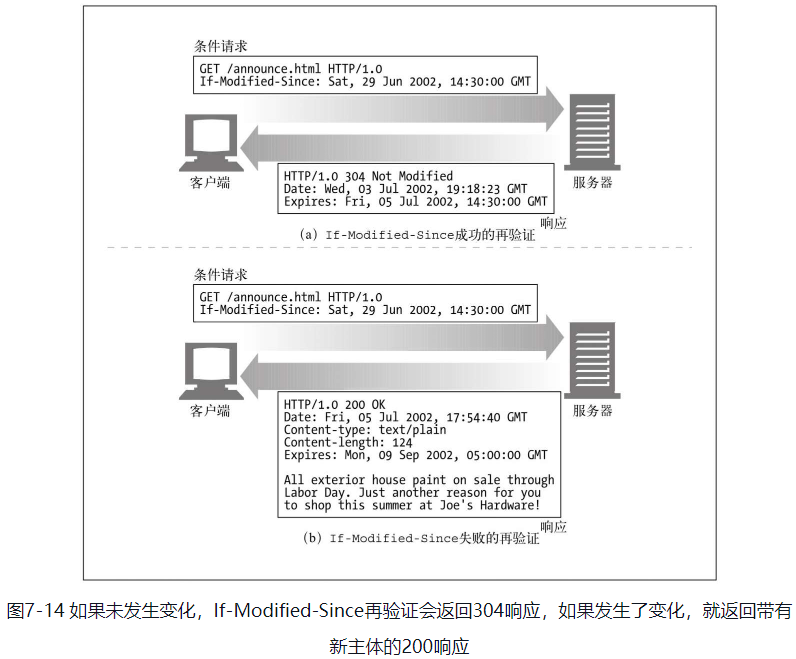 条件请求
GET /announce.html HTTP/1.0
If-Modified-Since: Sat, 29 Jun 2002, 14:30:00 GMT
客户端
服务器
HTTP/1.0 304 Not Modified
Date: Wed, 03 Jul 2002, 19:18:23 GMT
Expires: Fri, 05 Jul 2002, 14:30:00 GMT
响应
(a) If-Modified-Since成功的再验证
条件请求
GET /announce.html HTTP/1.0
If-Modified-Since: Sat, 29 Jun 2002, 14:30:00 GMT
客户端
服务器
HTTP/1.0 200 OK
Date: Fri, 05 Jul 2002, 17:54:40 GMT
Content-type: text/plain
Content-length: 124
Expires: Mon, 09 Sep 2002, 05:00:00 GMT
All exterior house paint on sale through
Labor Day. Just another reason for you
to shop this summer at Joe's Hardware!
响应
(b) If-Modified-Since失败的再验证
图7-14 如果未发生变化，If-Modified-Since再验证会返回304响应，如果发生了变化，就返回带有
新主体的200响应